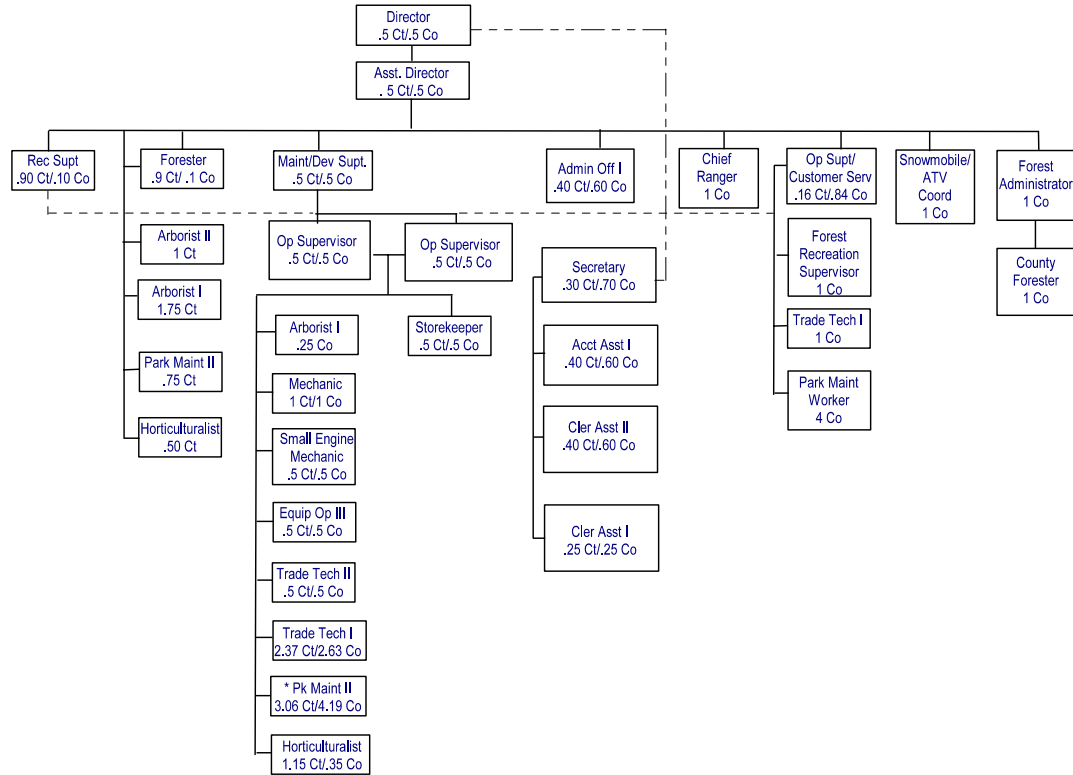 Director
.5 Ct/.5 Co
Asst. Director
. 5 Ct/.5 Co
Rec Supt
.90 Ct/.10 Co
Forester
.9 Ct/ .1 Co
Maint/Dev Supt.
.5 Ct/.5 Co
Admin Off I
.40 Ct/.60 Co
Chief
Ranger
1 Co
Op Supt/
Customer Serv
.16 Ct/.84 Co
Snowmobile/
ATV
Coord
1 Co
Forest
Administrator
1 Co
Arborist II
1 Ct
Arborist I
1.75 Ct
Park Maint II
.75 Ct
Horticulturalist
.50 Ct
Op Supervisor
.5 Ct/.5 Co
Op Supervisor
.5 Ct/.5 Co
Arborist I
.25 Co
Storekeeper
.5 Ct/.5 Co
Mechanic
1 Ct/1 Co
Small Engine
Mechanic
.5 Ct/.5 Co
Equip Op III
.5 Ct/.5 Co
Trade Tech II
.5 Ct/.5 Co
Trade Tech I
2.37 Ct/2.63 Co
* Pk Maint II
3.06 Ct/4.19 Co
Horticulturalist
1.15 Ct/.35 Co
Secretary
.30 Ct/.70 Co
Acct Asst I
.40 Ct/.60 Co
Cler Asst II
.40 Ct/.60 Co
Cler Asst I
.25 Ct/.25 Co
Forest
Recreation
Supervisor
1 Co
Trade Tech I
1 Co
Park Maint
Worker
4 Co
County
Forester
1 Co